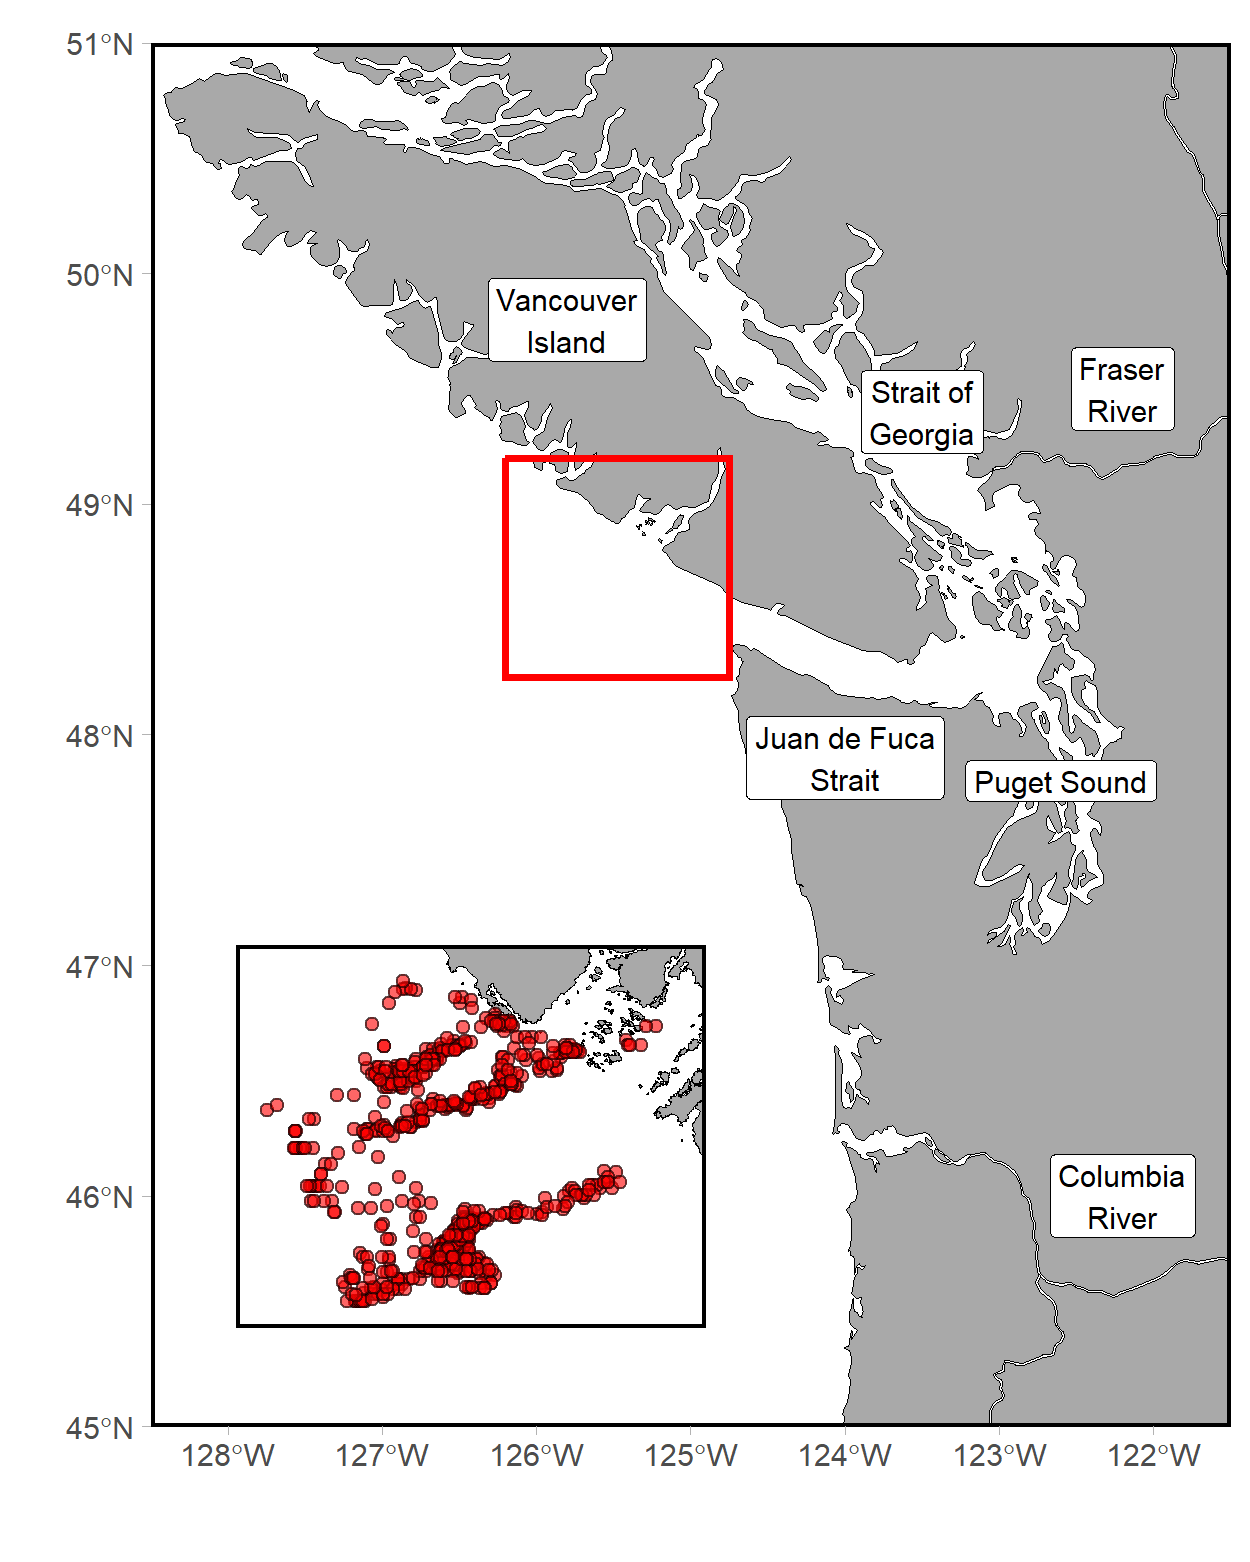 51°N
50°N
49°N
48°N
47°N
46°N
45°N
Vancouver
Island
Strait of
Georgia
Fraser
River
Juan de Fuca
Strait
Puget Sound
Columbia
River
128°W
127°W
126°W
125°W
124°W
123°W
122°W